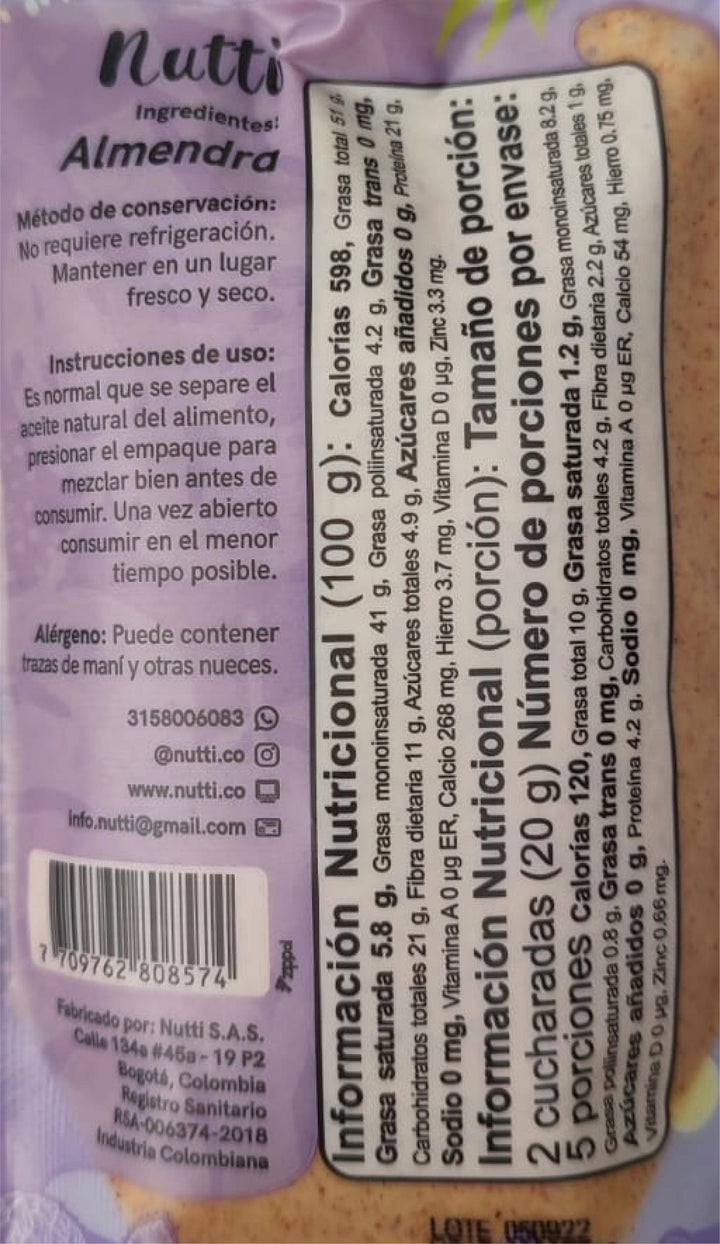 Nutti
Ingredientes:
Almendra
Método de conservación:
No requiere refrigeración.
Mantener en un lugar
fresco y seco.
Instrucciones de uso:
Es normal que se separe el
aceite natural del alimento,
presionar el empaque para
mezclar bien antes de
consumir. Una vez abierto
consumir en el menor
tiempo posible.
Alérgeno: Puede contener
trazas de maní y otras nueces.
3158006083
@nutti.co
www.nutti.co
info.nutti@gmail.com
7 709762 808574
zippol
Fabricado por: Nutti S.A.S.
Calle 134a #45a - 19 P2
Bogotá, Colombia
Registro Sanitario
RSA-006374-2018
Industria Colombiana
Información Nutricional (100 g): Calorías 598, Grasa total 51 g,
Grasa saturada 5.8 g, Grasa monoinsaturada 41 g, Grasa poliinsaturada 4.2 g, Grasa trans 0 mg,
Carbohidratos totales 21 g, Fibra dietaria 11 g, Azúcares totales 4.9 g, Azúcares añadidos 0 g, Proteína 21 g,
Sodio 0 mg, Vitamina A 0 µg ER, Calcio 268 mg, Hierro 3.7 mg, Vitamina D 0 µg, Zinc 3.3 mg.
Información Nutricional (porción): Tamaño de porción:
2 cucharadas (20 g) Número de porciones por envase:
5 porciones Calorías 120, Grasa total 10 g, Grasa saturada 1.2 g, Grasa monoinsaturada 8.2 g,
Grasa poliinsaturada 0.8 g, Grasa trans 0 mg, Carbohidratos totales 4.2 g, Fibra dietaria 2.2 g, Azúcares totales 1 g,
Azúcares añadidos 0 g, Proteína 4.2 g, Sodio 0 mg, Vitamina A 0 µg ER, Calcio 54 mg, Hierro 0.75 mg,
Vitamina D 0 µg, Zinc 0.66 mg.
LOTE 050922